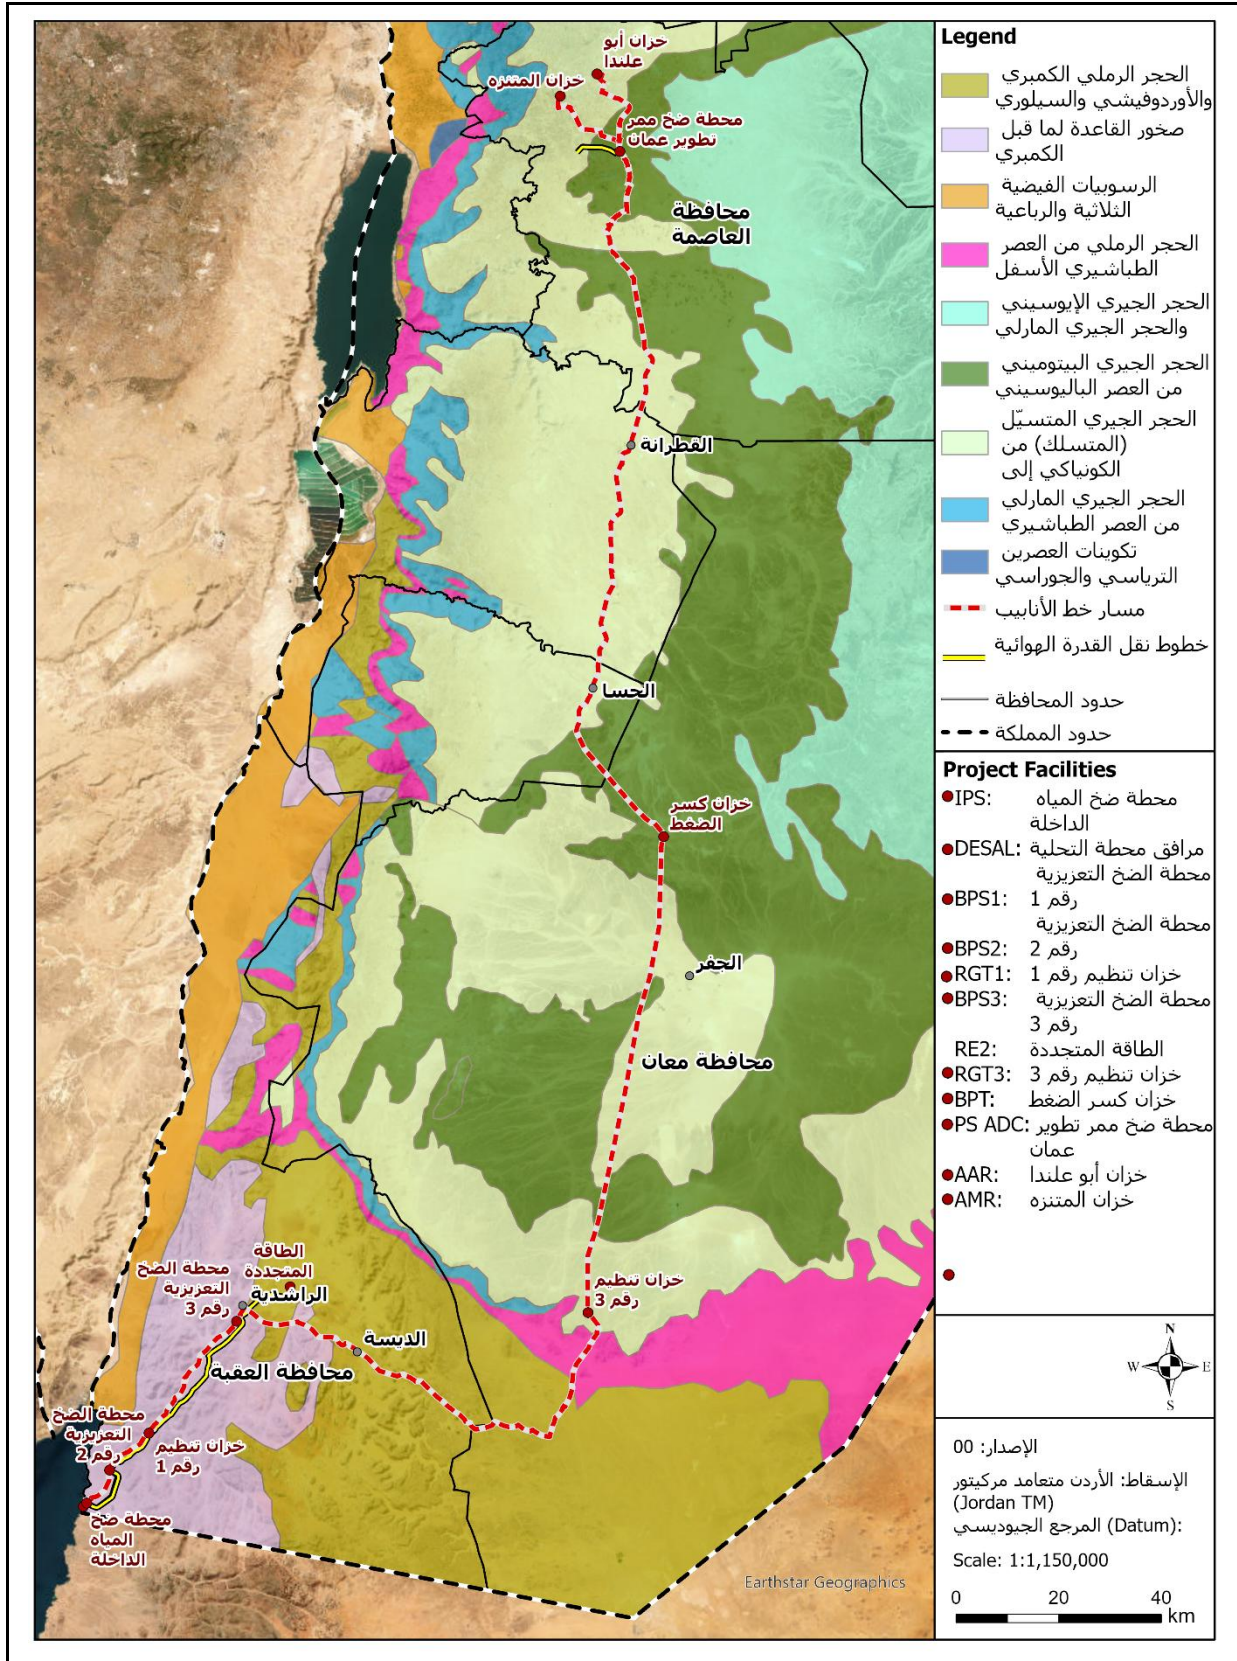 خزان أبو
علندا
خزان المتنزه
محطة ضخ ممر
تطوير عمان
محافظة
العاصمة
القطرانة
الحسا
خزان كسر
الضغط
الجفر
محافظة معان
الطاقة
المتجددة
محطة الضخ
التعزيزية
رقم 3
الراشدية
خزان تنظيم
رقم 3
الديسة
محافظة العقبة
محطة الضخ
التعزيزية
رقم 2
خزان تنظيم
رقم 1
محطة ضخ
المياه
الداخلة
Earthstar Geographics
Legend
الحجر الرملي الكمبري
والأوردوفيشي والسيلوري
صخور القاعدة لما قبل
الكمبري
الرسوبيات الفيضية
الثلاثية والرباعية
الحجر الرملي من العصر
الطباشيري الأسفل
الحجر الجيري الإيوسيني
والحجر الجيري المارلي
الحجر الجيري البيتوميني
من العصر الباليوسيني
الحجر الجيري المتسيّل
(المتسلك) من
الكونياكي إلى
الحجر الجيري المارلي
من العصر الطباشيري
تكوينات العصرين
الترياسي والجوراسي
مسار خط الأنابيب
خطوط نقل القدرة الهوائية
حدود المحافظة
حدود المملكة
Project Facilities
IPS: محطة ضخ المياه
الداخلة
DESAL: مرافق محطة التحلية
محطة الضخ التعزيزية
BPS1: رقم 1
محطة الضخ التعزيزية
BPS2: رقم 2
RGT1: خزان تنظيم رقم 1
BPS3: محطة الضخ التعزيزية
رقم 3
RE2: الطاقة المتجددة
RGT3: خزان تنظيم رقم 3
BPT: خزان كسر الضغط
PS ADC: محطة ضخ ممر تطوير
عمان
AAR: خزان أبو علندا
AMR: خزان المتنزه
N
W E
S
الإصدار: 00
الإسقاط: الأردن متعامد مركيتور
(Jordan TM)
المرجع الجيوديسي (Datum):
Scale: 1:1,150,000
0 20 40
km